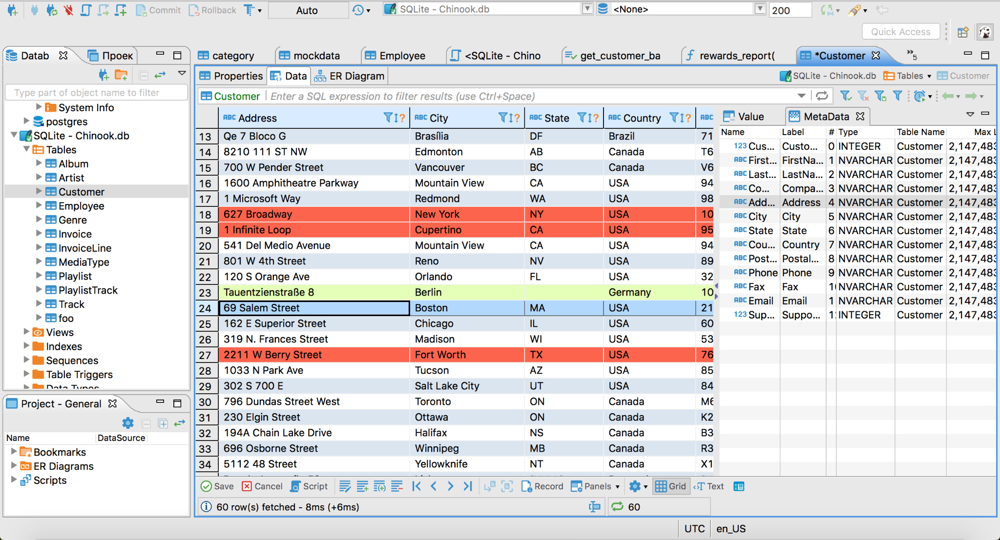 Commit Rollback Auto SQLite - Chinook.db <None> 200
Quick Access
Datab Проек
category mockdata Employee <SQLite - Chino get_customer_ba rewards_report( *Customer »5
Properties Data ER Diagram SQLite - Chinook.db Tables Customer
Type part of object name to filter
Customer Enter a SQL expression to filter results (use Ctrl+Space)
System Info
postgres
SQLite - Chinook.db
Tables
Album
Artist
Customer
Employee
Genre
Invoice
InvoiceLine
MediaType
Playlist
PlaylistTrack
Track
foo
Views
Indexes
Sequences
Table Triggers
Data Types
Project - General
Name DataSource
Bookmarks
ER Diagrams
Scripts
ABC Address ABC City ABC State ABC Country ABC
13 Qe 7 Bloco G Brasília DF Brazil 71
14 8210 111 ST NW Edmonton AB Canada T6
15 700 W Pender Street Vancouver BC Canada V6
16 1600 Amphitheatre Parkway Mountain View CA USA 94
17 1 Microsoft Way Redmond WA USA 98
18 627 Broadway New York NY USA 10
19 1 Infinite Loop Cupertino CA USA 95
20 541 Del Medio Avenue Mountain View CA USA 94
21 801 W 4th Street Reno NV USA 89
22 120 S Orange Ave Orlando FL USA 32
23 Tauentzienstraße 8 Berlin Germany 10
24 69 Salem Street Boston MA USA 21
25 162 E Superior Street Chicago IL USA 60
26 319 N. Frances Street Madison WI USA 53
27 2211 W Berry Street Fort Worth TX USA 76
28 1033 N Park Ave Tucson AZ USA 85
29 302 S 700 E Salt Lake City UT USA 84
30 796 Dundas Street West Toronto ON Canada M6
31 230 Elgin Street Ottawa ON Canada K2
32 194A Chain Lake Drive Halifax NS Canada B3
33 696 Osborne Street Winnipeg MB Canada R3
34 5112 48 Street Yellowknife NT Canada X1
Value MetaData
Name Label # Type Table Name Max L
123 Cus... Custo... 0 INTEGER Customer 2,147,483
ABC First... FirstNa... 1 NVARCHAR Customer 2,147,483
ABC Last... LastNa... 2 NVARCHAR Customer 2,147,483
ABC Co... Compa... 3 NVARCHAR Customer 2,147,483
ABC Add... Address 4 NVARCHAR Customer 2,147,483
ABC City City 5 NVARCHAR Customer 2,147,483
ABC State State 6 NVARCHAR Customer 2,147,483
ABC Cou... Country 7 NVARCHAR Customer 2,147,483
ABC Post... Postal... 8 NVARCHAR Customer 2,147,483
ABC Phone Phone 9 NVARCHAR Customer 2,147,483
ABC Fax Fax 1 NVARCHAR Customer 2,147,483
ABC Email Email 1 NVARCHAR Customer 2,147,483
123 Sup... Suppo... 1 INTEGER Customer 2,147,483
Save Cancel Script Record Panels Grid Text
60 row(s) fetched - 8ms (+6ms) 60
UTC en_US